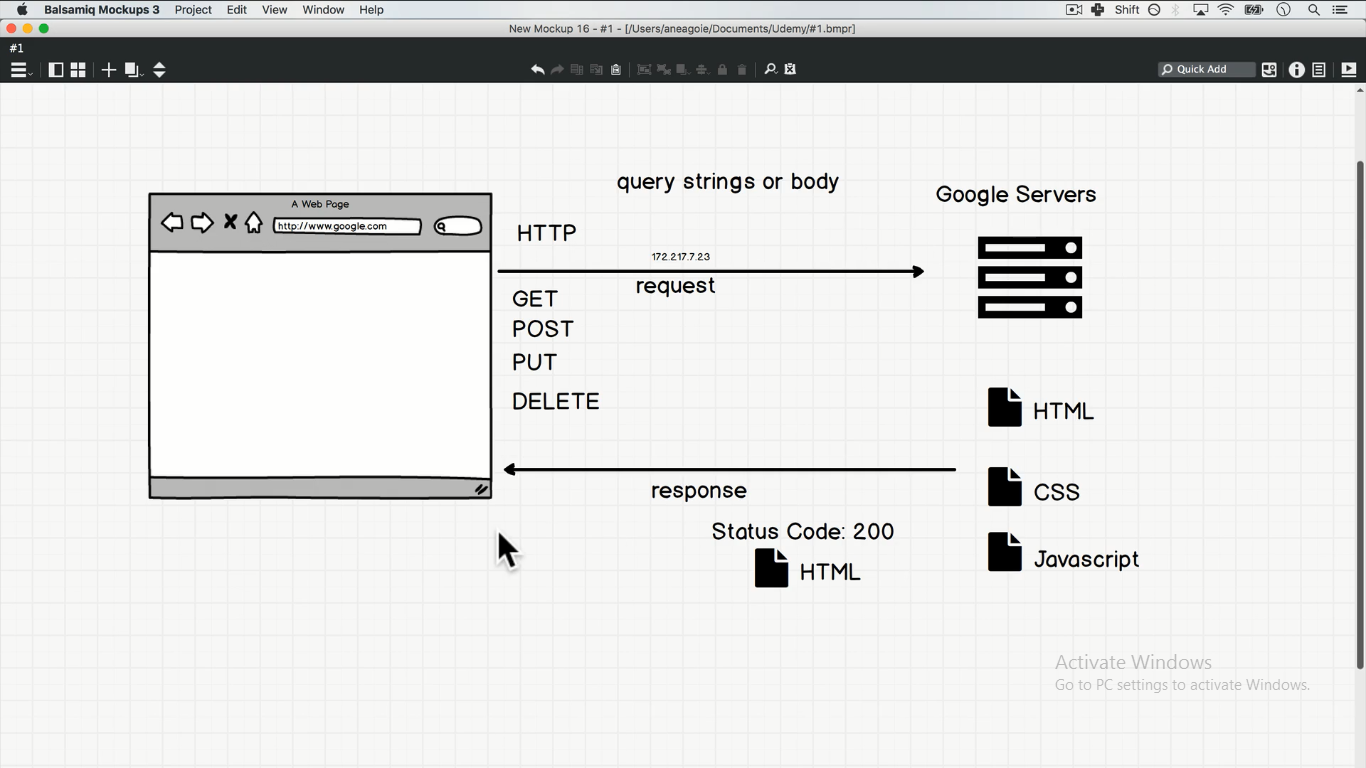 Balsamiq Mockups 3 Project Edit View Window Help Shift
New Mockup 16 - #1 - [/Users/aneagoie/Documents/Udemy/#1.bmpr]
#1
Quick Add
query strings or body
Google Servers
A Web Page
http://www.google.com
HTTP
172.217.7.23
request
GET
POST
PUT
DELETE
HTML
response
CSS
Status Code: 200
HTML
Javascript
Activate Windows
Go to PC settings to activate Windows.